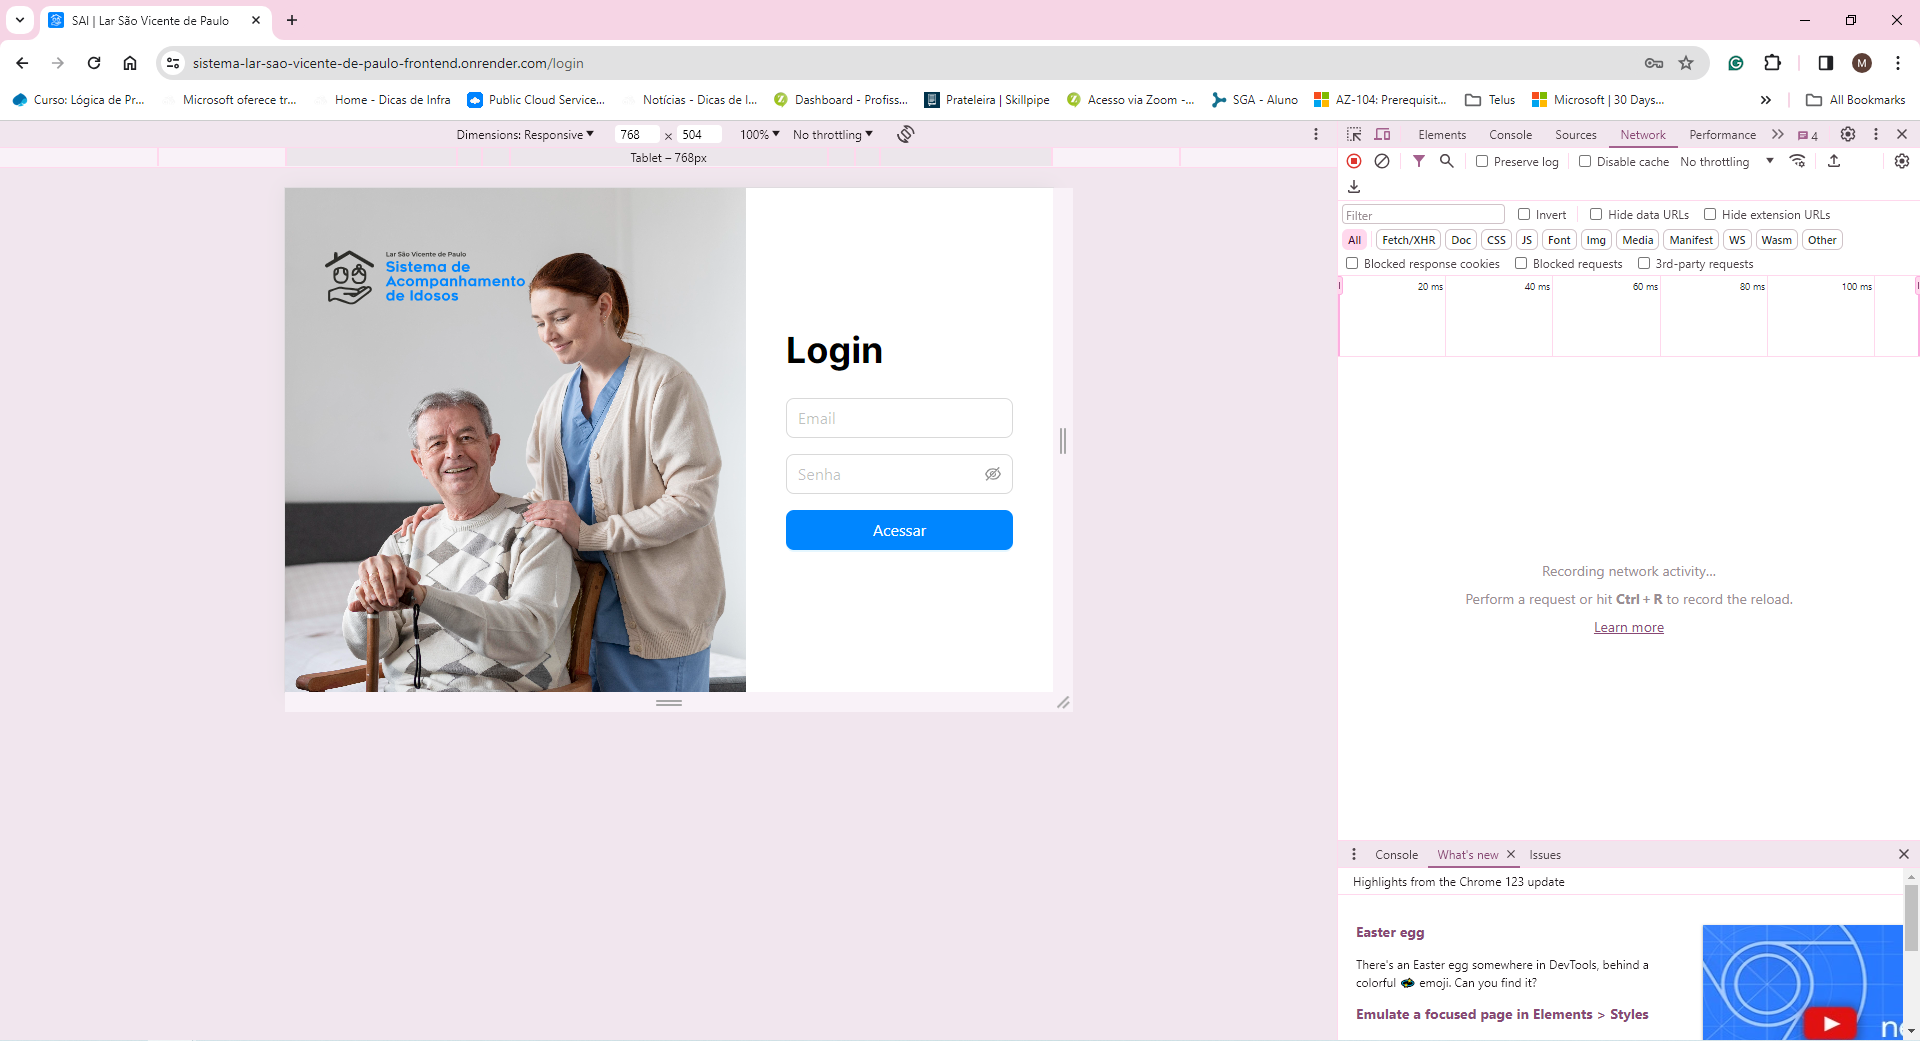 SAI | Lar São Vicente de Paulo
sistema-lar-sao-vicente-de-paulo-frontend.onrender.com/login
M
Curso: Lógica de Pr...
Microsoft oferece tr...
Home - Dicas de Infra
Public Cloud Service...
Notícias - Dicas de I...
Dashboard - Profiss...
Prateleira | Skillpipe
Acesso via Zoom -...
SGA - Aluno
AZ-104: Prerequisit...
Telus
Microsoft | 30 Days...
All Bookmarks
Dimensions: Responsive
768 × 504
100%
No throttling
Tablet – 768px
Lar São Vicente de Paulo
Sistema de
Acompanhamento
de Idosos
Login
Email
Senha
Acessar
Elements
Console
Sources
Network
Performance
4
Preserve log
Disable cache
No throttling
Filter
Invert
Hide data URLs
Hide extension URLs
All
Fetch/XHR
Doc
CSS
JS
Font
Img
Media
Manifest
WS
Wasm
Other
Blocked response cookies
Blocked requests
3rd-party requests
20 ms
40 ms
60 ms
80 ms
100 ms
Recording network activity...
Perform a request or hit Ctrl + R to record the reload.
Learn more
Console
What's new
Issues
Highlights from the Chrome 123 update
Easter egg
There's an Easter egg somewhere in DevTools, behind a
colorful emoji. Can you find it?
Emulate a focused page in Elements > Styles